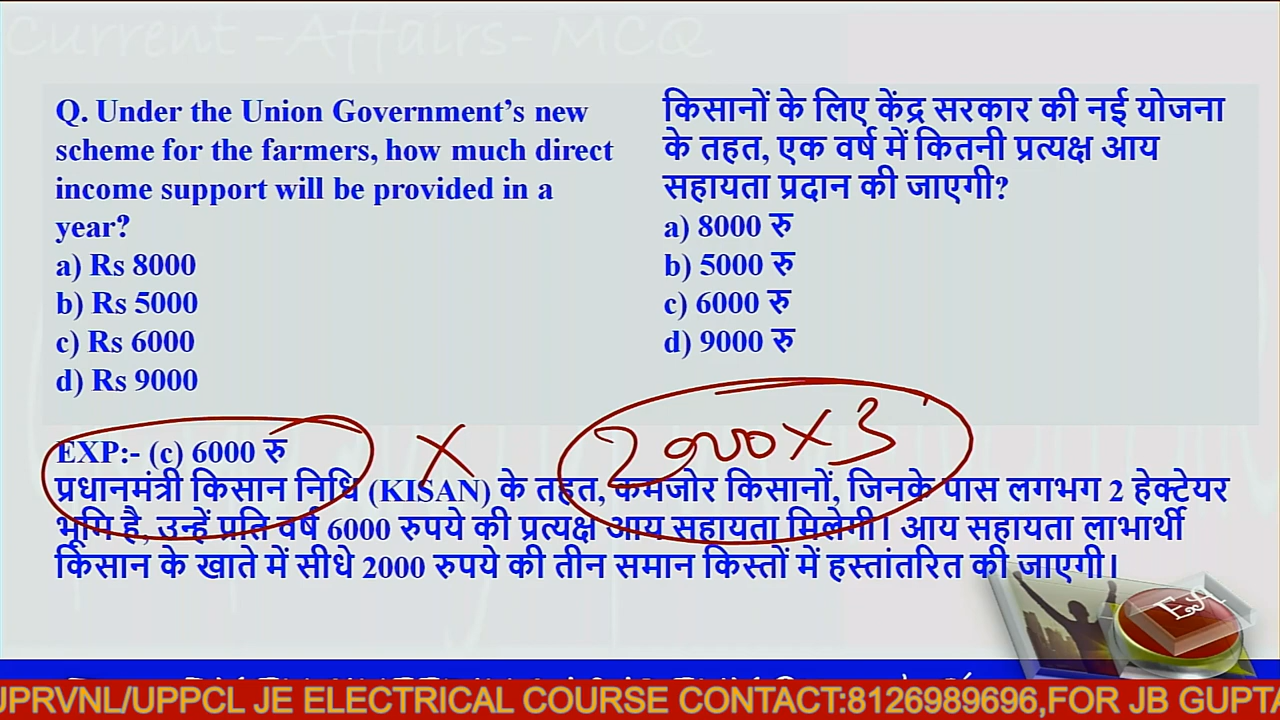 Current -Affairs- MCQ
Q. Under the Union Government’s new
scheme for the farmers, how much direct
income support will be provided in a
year?
a) Rs 8000
b) Rs 5000
c) Rs 6000
d) Rs 9000
किसानों के लिए केंद्र सरकार की नई योजना
के तहत, एक वर्ष में कितनी प्रत्यक्ष आय
सहायता प्रदान की जाएगी?
a) 8000 रु
b) 5000 रु
c) 6000 रु
d) 9000 रु
2000 x 3
EXP:- (c) 6000 रु
प्रधानमंत्री किसान निधि (KISAN) के तहत, कमजोर किसानों, जिनके पास लगभग 2 हेक्टेयर
भूमि है, उन्हें प्रति वर्ष 6000 रुपये की प्रत्यक्ष आय सहायता मिलेगी। आय सहायता लाभार्थी
किसान के खाते में सीधे 2000 रुपये की तीन समान किस्तों में हस्तांतरित की जाएगी।
EA
JPRVNL/UPPCL JE ELECTRICAL COURSE CONTACT:8126989696,FOR JB GUPTA